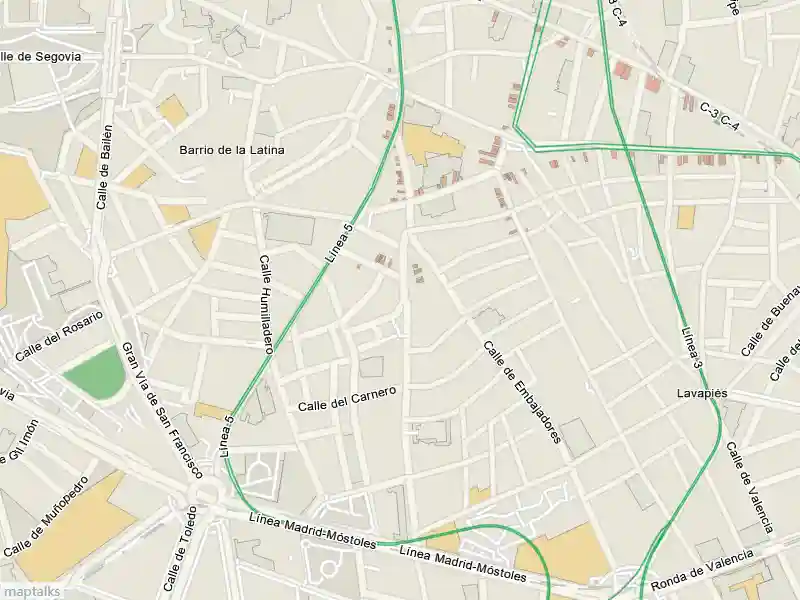 C-3 C-4
lle de Segovia
C-3 C-4
Calle de Bailén
Barrio de la Latina
Línea 5
Calle Humilladero
Calle de Buena
Calle del Rosario
Línea 3
Gran Vía de San Francisco
Calle de Embajadores
Calle de
vía
Calle del Carnero
Lavapiés
Línea 5
e Gil Imón
Calle de Valencia
Calle de Muñopedro
Calle de Toledo
Línea Madrid-Móstoles
Línea Madrid-Móstoles
Ronda de Valencia
maptalks